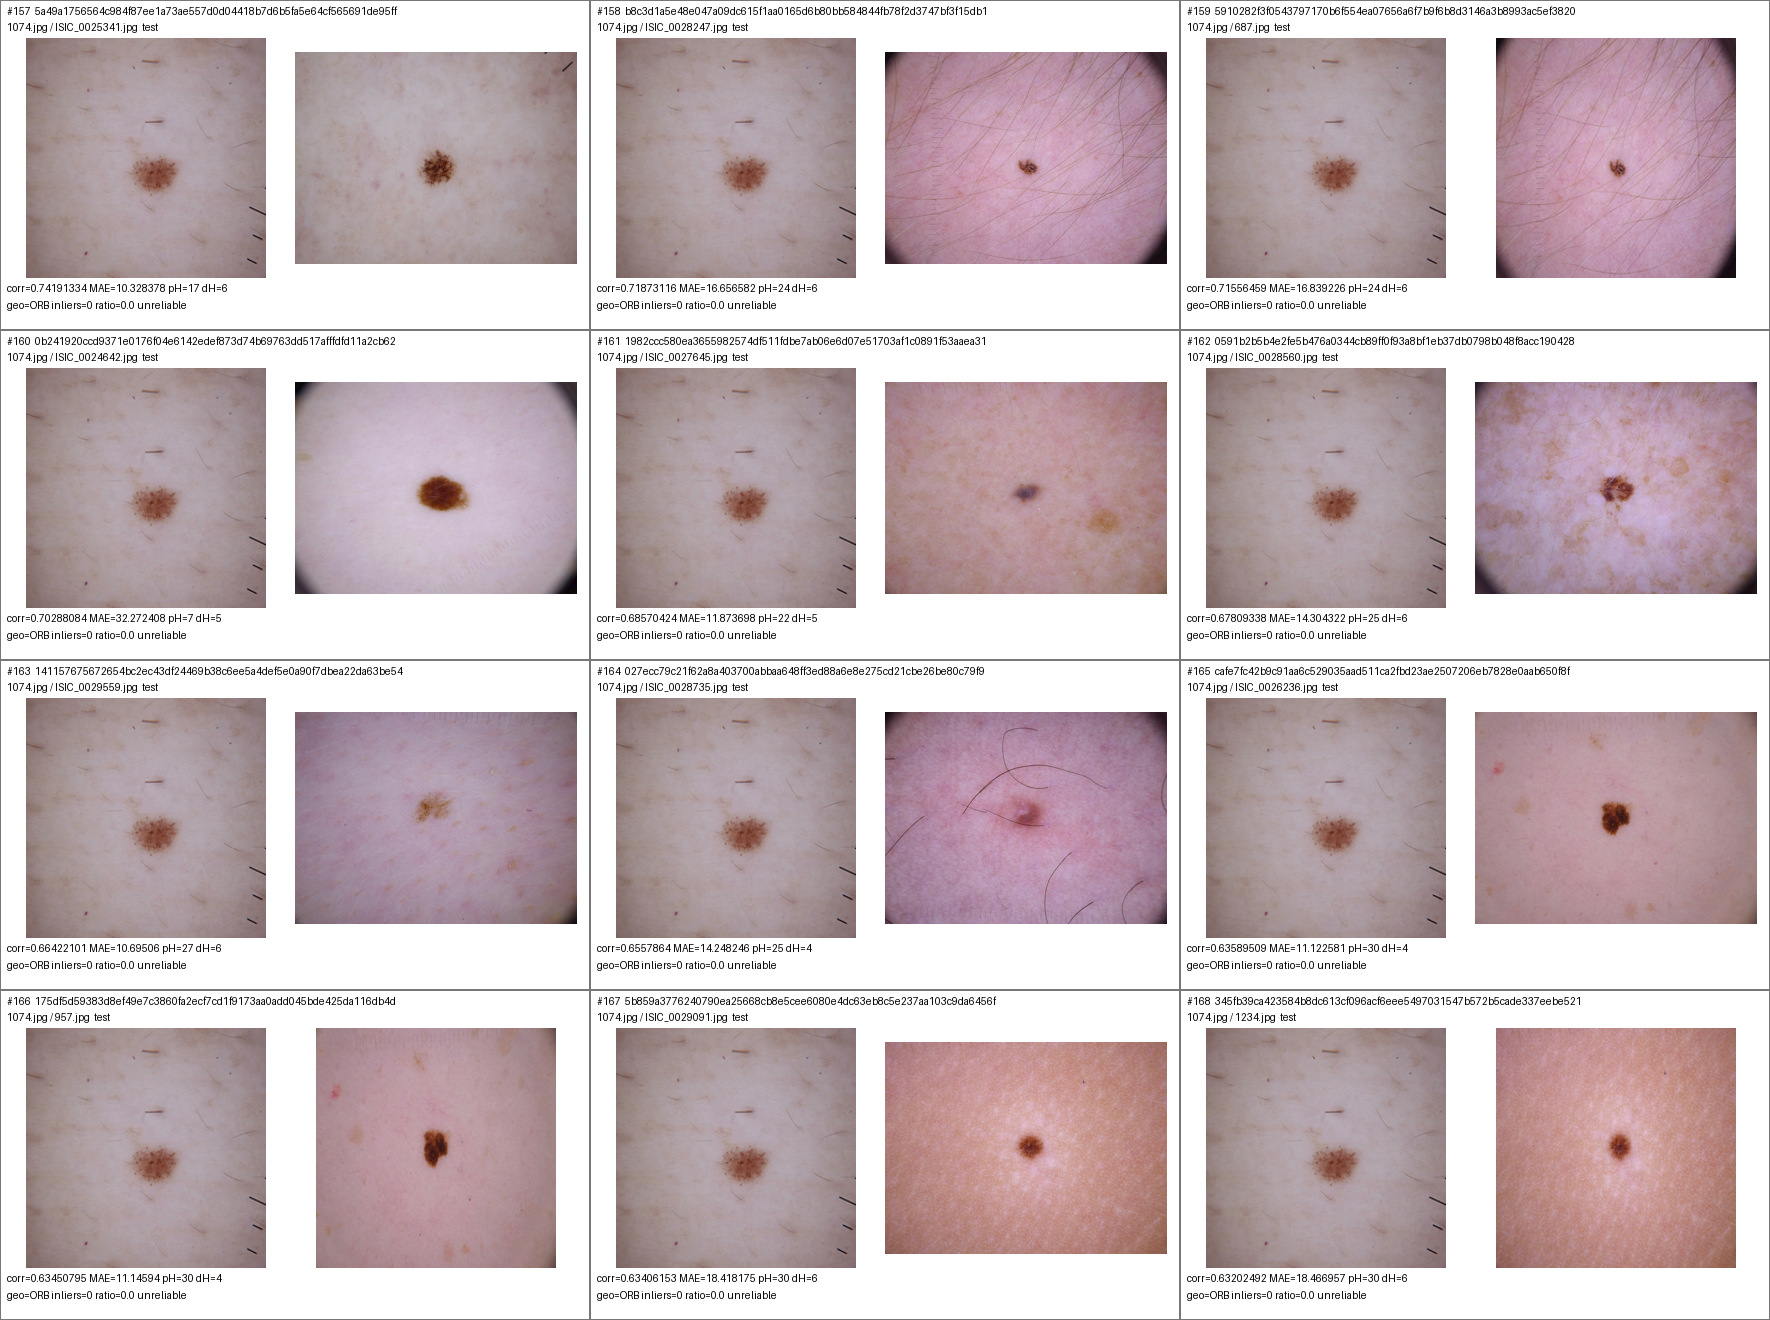 #157 5a49a1756564c984f87ee1a73ae557d0d04418b7d6b5fa5e64cf565691de95ff
1074.jpg / ISIC_0025341.jpg test
corr=0.74191334 MAE=10.328378 pH=17 dH=6
geo=ORB inliers=0 ratio=0.0 unreliable
#158 b8c3d1a5e48e047a09dc615f1aa0165d6b80bb584844fb78f2d3747bf3f15db1
1074.jpg / ISIC_0028247.jpg test
corr=0.71873116 MAE=16.656582 pH=24 dH=6
geo=ORB inliers=0 ratio=0.0 unreliable
#159 5910282f3f0543797170b6f554ea07656a6f7b9f6b8d3146a3b8993ac5ef3820
1074.jpg / 687.jpg test
corr=0.71556459 MAE=16.839226 pH=24 dH=6
geo=ORB inliers=0 ratio=0.0 unreliable
#160 0b241920ccd9371e0176f04e6142edef873d74b69763dd517afffdfd11a2cb62
1074.jpg / ISIC_0024642.jpg test
corr=0.70288084 MAE=32.272408 pH=7 dH=5
geo=ORB inliers=0 ratio=0.0 unreliable
#161 1982ccc580ea3655982574df511fdbe7ab06e6d07e51703af1c0891f53aaea31
1074.jpg / ISIC_0027645.jpg test
corr=0.68570424 MAE=11.873698 pH=22 dH=5
geo=ORB inliers=0 ratio=0.0 unreliable
#162 0591b2b5b4e2fe5b476a0344cb89ff0f93a8bf1eb37db0798b048f8acc190428
1074.jpg / ISIC_0028560.jpg test
corr=0.67809338 MAE=14.304322 pH=25 dH=6
geo=ORB inliers=0 ratio=0.0 unreliable
#163 141157675672654bc2ec43df24469b38c6ee5a4def5e0a90f7dbea22da63be54
1074.jpg / ISIC_0029559.jpg test
corr=0.66422101 MAE=10.69506 pH=27 dH=6
geo=ORB inliers=0 ratio=0.0 unreliable
#164 027ecc79c21f62a8a403700abbaa648ff3ed88a6e8e275cd21cbe26be80c79f9
1074.jpg / ISIC_0028735.jpg test
corr=0.6557864 MAE=14.248246 pH=25 dH=4
geo=ORB inliers=0 ratio=0.0 unreliable
#165 cafe7fc42b9c91aa6c529035aad511ca2fbd23ae2507206eb7828e0aab650f8f
1074.jpg / ISIC_0026236.jpg test
corr=0.63589509 MAE=11.122581 pH=30 dH=4
geo=ORB inliers=0 ratio=0.0 unreliable
#166 175df5d59383d8ef49e7c3860fa2ecf7cd1f9173aa0add045bde425da116db4d
1074.jpg / 957.jpg test
corr=0.63450795 MAE=11.14594 pH=30 dH=4
geo=ORB inliers=0 ratio=0.0 unreliable
#167 5b859a3776240790ea25668cb8e5cee6080e4dc63eb8c5e237aa103c9da6456f
1074.jpg / ISIC_0029091.jpg test
corr=0.63406153 MAE=18.418175 pH=30 dH=6
geo=ORB inliers=0 ratio=0.0 unreliable
#168 345fb39ca423584b8dc613cf096acf6eee5497031547b572b5cade337eebe521
1074.jpg / 1234.jpg test
corr=0.63202492 MAE=18.466957 pH=30 dH=6
geo=ORB inliers=0 ratio=0.0 unreliable